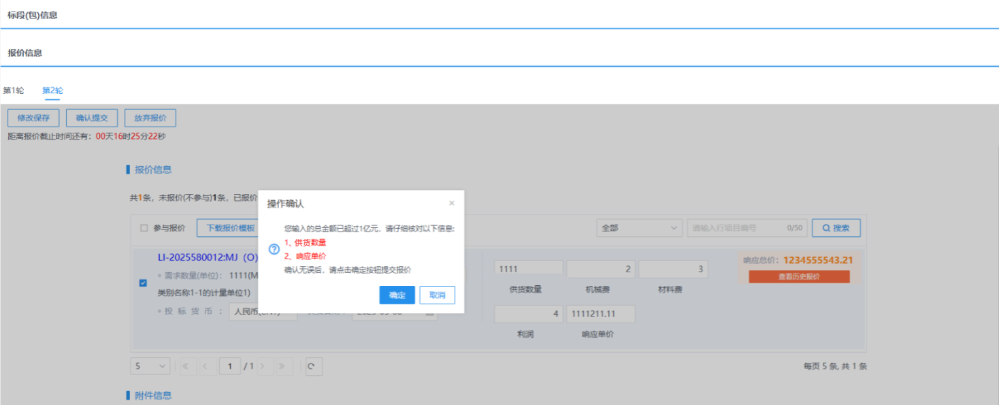 标段(包)信息
报价信息
第1轮 第2轮
修改保存 确认提交 放弃报价
距离报价截止时间还有：00天16时25分22秒
报价信息
共1条，未报价(不参与)1条，已报价
操作确认 ×
您输入的总金额已超过1亿元，请仔细核对以下信息:
1、供货数量
2、响应单价
确认无误后，请点击确定按钮提交报价
确定 取消
参与报价 下载报价模板 全部 请输入行项目编号 0/50 搜索
LI-2025580012:MJ（O)
需求数量(单位)： 1111(M
类别名称1-1的计量单位1)
投标货币： 人民币
1111 2 3
供货数量 机械费 材料费
4 1111211.11
利润 响应单价
响应总价：1234555543.21
查看历史报价
5 1 / 1 每页 5 条, 共 1 条
附件信息